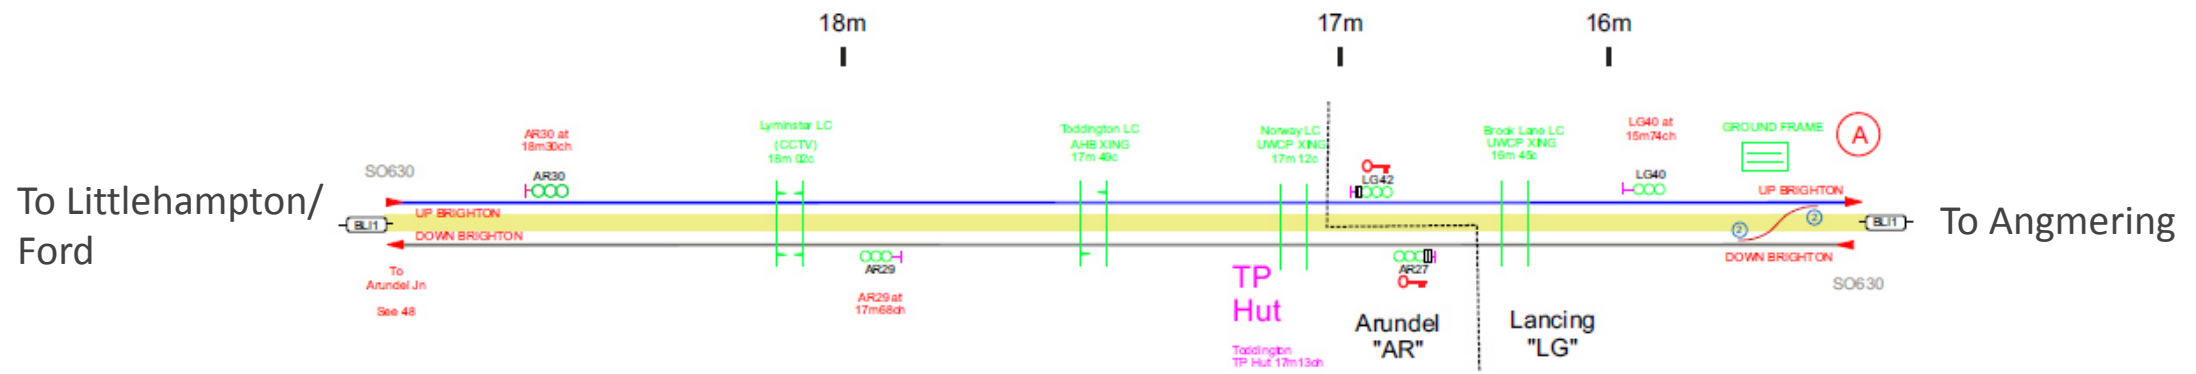 18m
17m
16m
To Littlehampton/
Ford
SO630
BLI1
UP BRIGHTON
DOWN BRIGHTON
To
Arundel Jn
See 48
AR30 at
18m30ch
AR30
Lyminster LC
(CCTV)
18m 02c
AR29
AR29 at
17m68ch
Toddington LC
AHB XING
17m 49c
Norway LC
UWCP XING
17m 12c
TP
Hut
Toddington
TP Hut 17m13ch
LG42
AR27
Arundel
"AR"
Lancing
"LG"
Brook Lane LC
UWCP XING
16m 45c
LG40 at
15m74ch
LG40
GROUND FRAME
A
UP BRIGHTON
2
2
DOWN BRIGHTON
BLI1
SO630
To Angmering